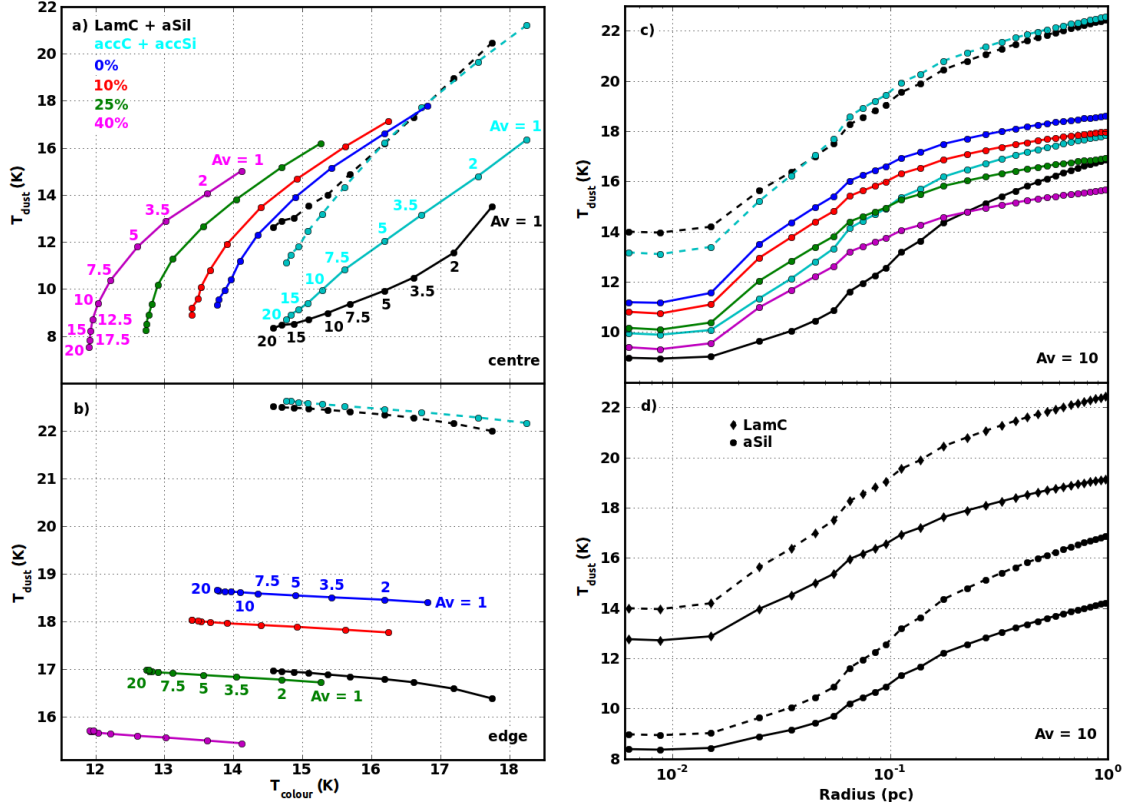 a) LamC + aSil
accC + accSi
0%
10%
25%
40%
Av = 1
2
3.5
5
7.5
10
12.5
15
17.5
20
Av = 1
2
3.5
5
7.5
10
15
20
Av = 1
2
3.5
5
7.5
10
15
20
centre
22
20
18
16
14
12
10
8
T_dust (K)
b)
20
10
7.5
5
3.5
2
Av = 1
20
7.5
5
3.5
2
Av = 1
edge
22
21
20
19
18
17
16
T_dust (K)
12 13 14 15 16 17 18
T_colour (K)
c)
Av = 10
22
20
18
16
14
12
10
T_dust (K)
d)
LamC
aSil
Av = 10
22
20
18
16
14
12
10
8
T_dust (K)
10^-2 10^-1 10^0
Radius (pc)